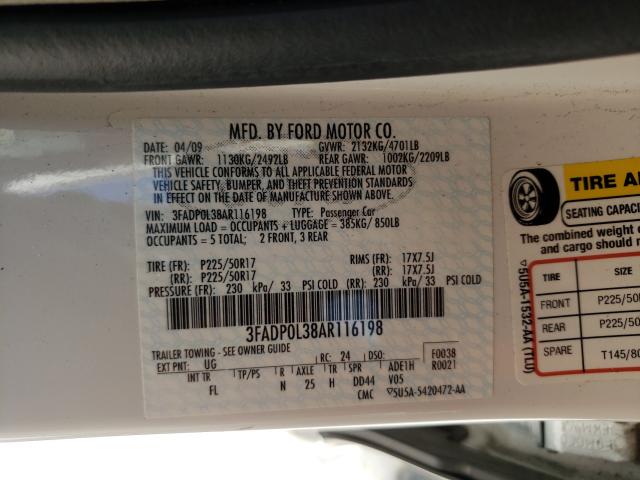 MFD. BY FORD MOTOR CO.
DATE: 04/09 GVWR: 2132KG/4701LB
FRONT GAWR: 1130KG/2492LB REAR GAWR: 1002KG/2209LB
THIS VEHICLE CONFORMS TO ALL APPLICABLE FEDERAL MOTOR
VEHICLE SAFETY, BUMPER, AND THEFT PREVENTION STANDARDS
IN EFFECT ON THE DATE OF MANUFACTURE SHOWN ABOVE.
VIN: 3FADP0L38AR116198 TYPE: Passenger Car
MAXIMUM LOAD = OCCUPANTS + LUGGAGE = 385KG/ 850LB
OCCUPANTS = 5 TOTAL; 2 FRONT, 3 REAR
TIRE (FR): P225/50R17 RIMS (FR): 17X7.5J
(RR): P225/50R17 (RR): 17X7.5J
PRESSURE (FR): 230 kPa/ 33 PSI COLD (RR): 230 kPa/ 33 PSI COLD
3FADP0L38AR116198
TRAILER TOWING - SEE OWNER GUIDE
EXT PNT: UG RC: 24 DSO: F0038
R0021
INT TR TP/PS R AXLE TR SPR ADE1H
FL N 25 H DD44 V05
CMC ▽5U5A-5420472-AA
TIRE A
SEATING CAPAC
The combined weight o
and cargo should n
TIRE SIZE
FRONT P225/50
REAR P225/50
SPARE T145/80
▽5U5A-1532-AA (TLU)